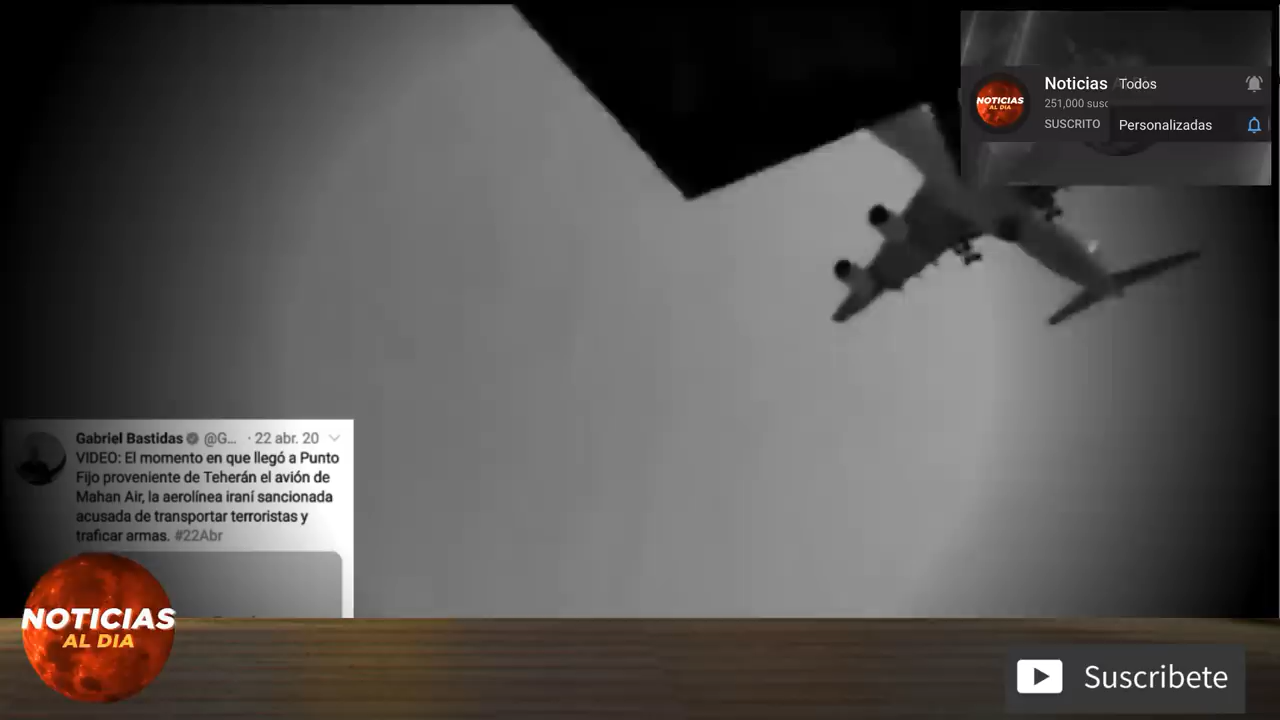 Noticias
Todos
251,000 susc
SUSCRITO
Personalizadas
NOTICIAS
AL DIA
Gabriel Bastidas @G... · 22 abr. 20
VIDEO: El momento en que llegó a Punto
Fijo proveniente de Teherán el avión de
Mahan Air, la aerolínea iraní sancionada
acusada de transportar terroristas y
traficar armas. #22Abr
NOTICIAS
AL DIA
Suscribete